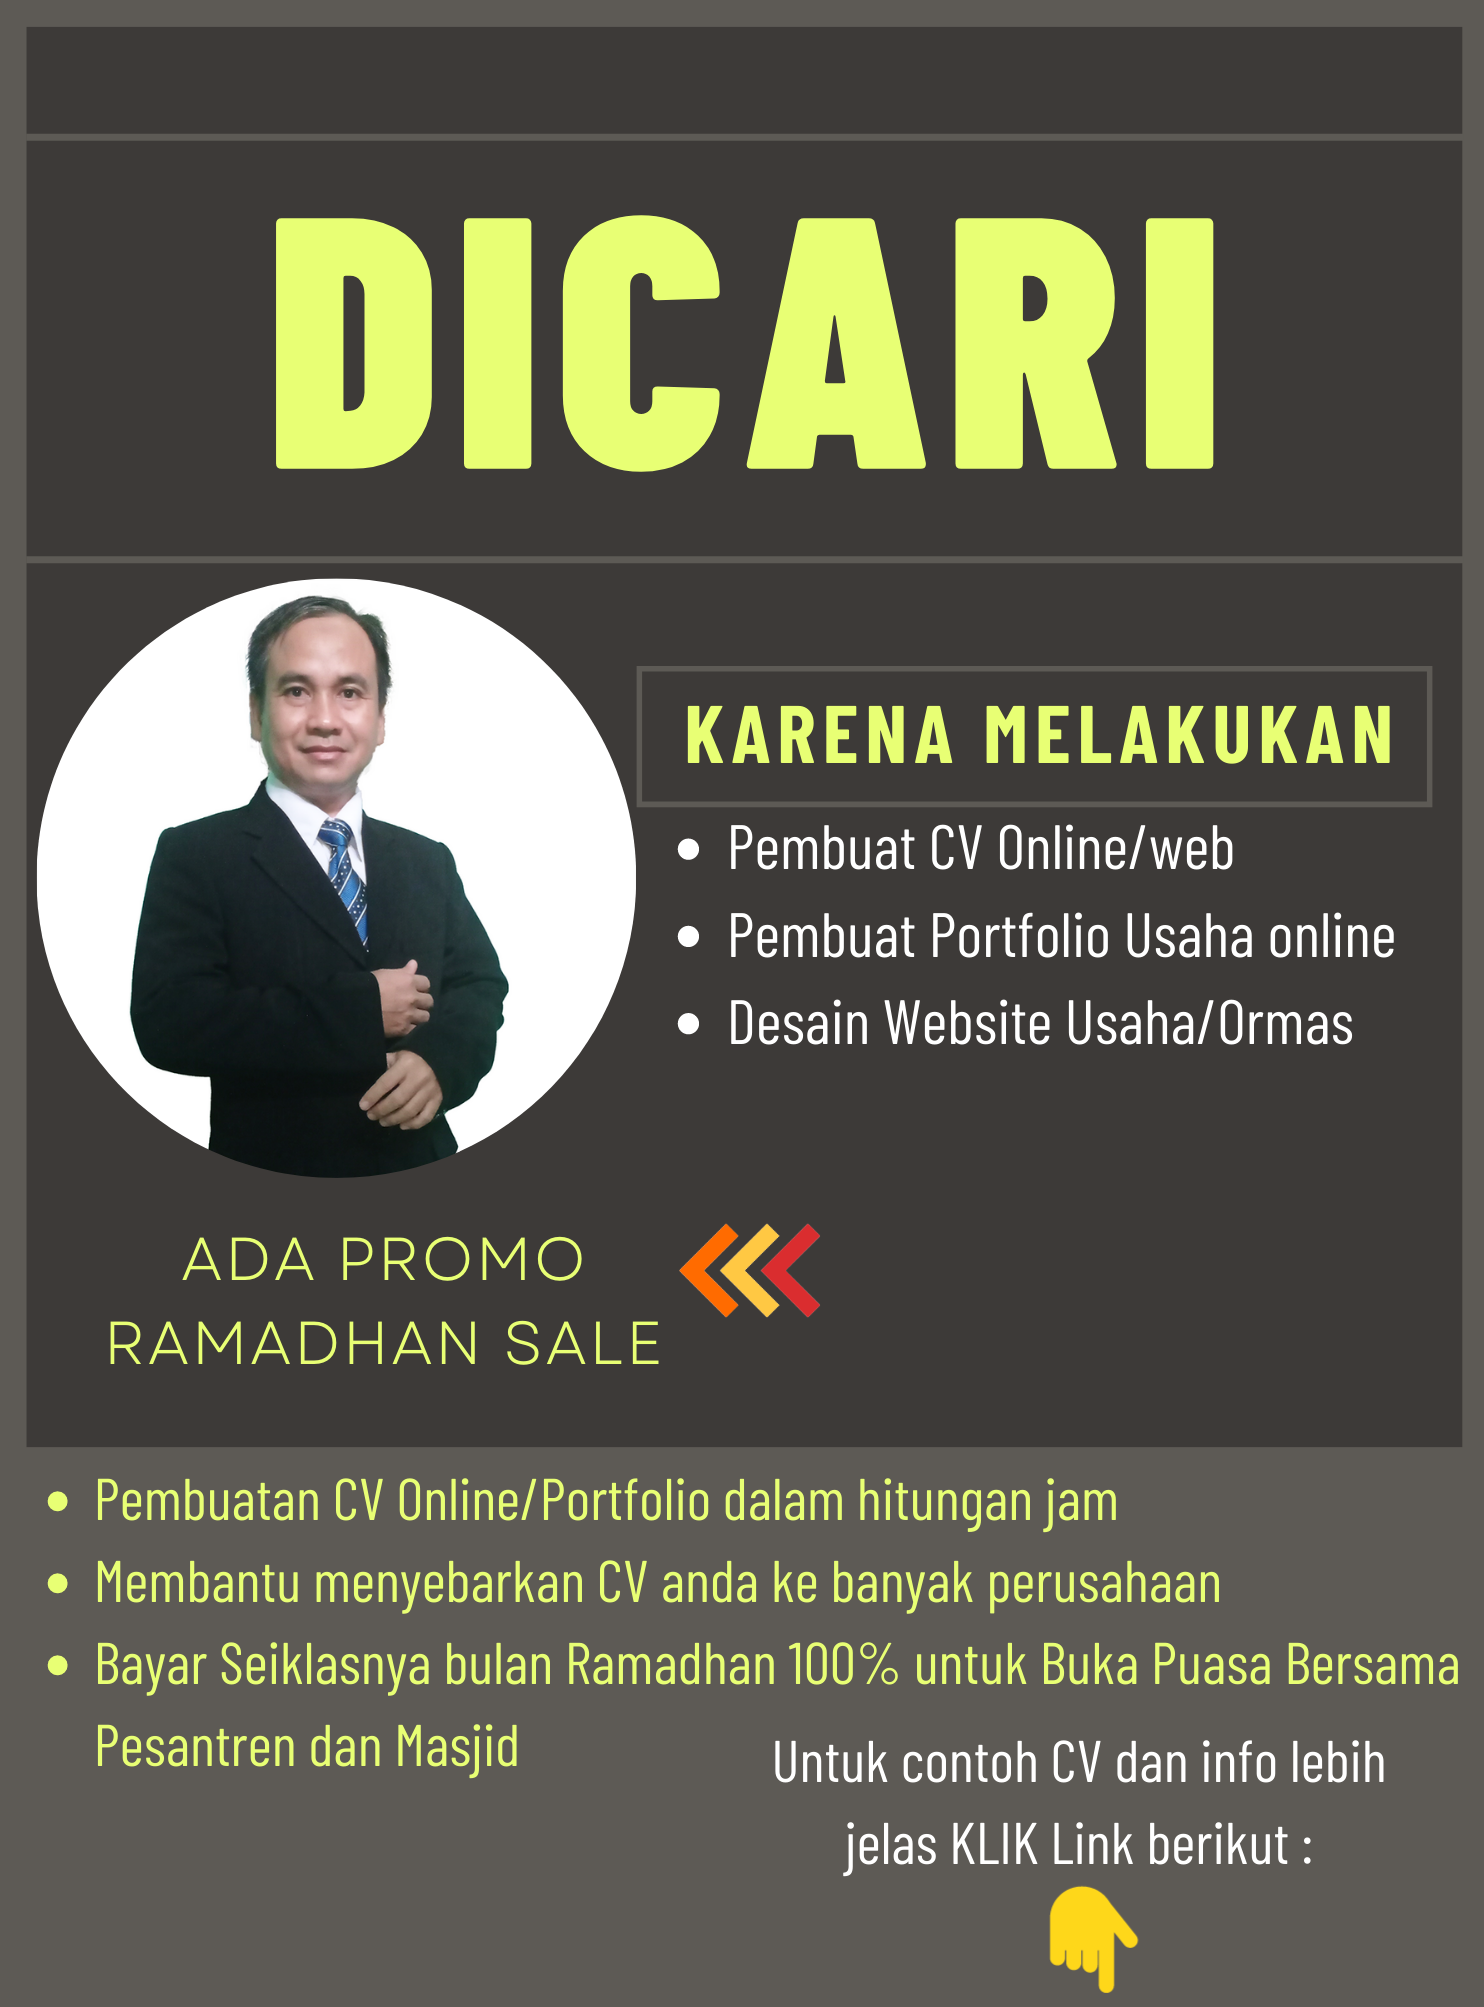 DICARI
KARENA MELAKUKAN
Pembuat CV Online/web
Pembuat Portfolio Usaha online
Desain Website Usaha/Ormas
ADA PROMO
RAMADHAN SALE
Pembuatan CV Online/Portfolio dalam hitungan jam
Membantu menyebarkan CV anda ke banyak perusahaan
Bayar Seiklasnya bulan Ramadhan 100% untuk Buka Puasa Bersama
Pesantren dan Masjid
Untuk contoh CV dan info lebih
jelas KLIK Link berikut :